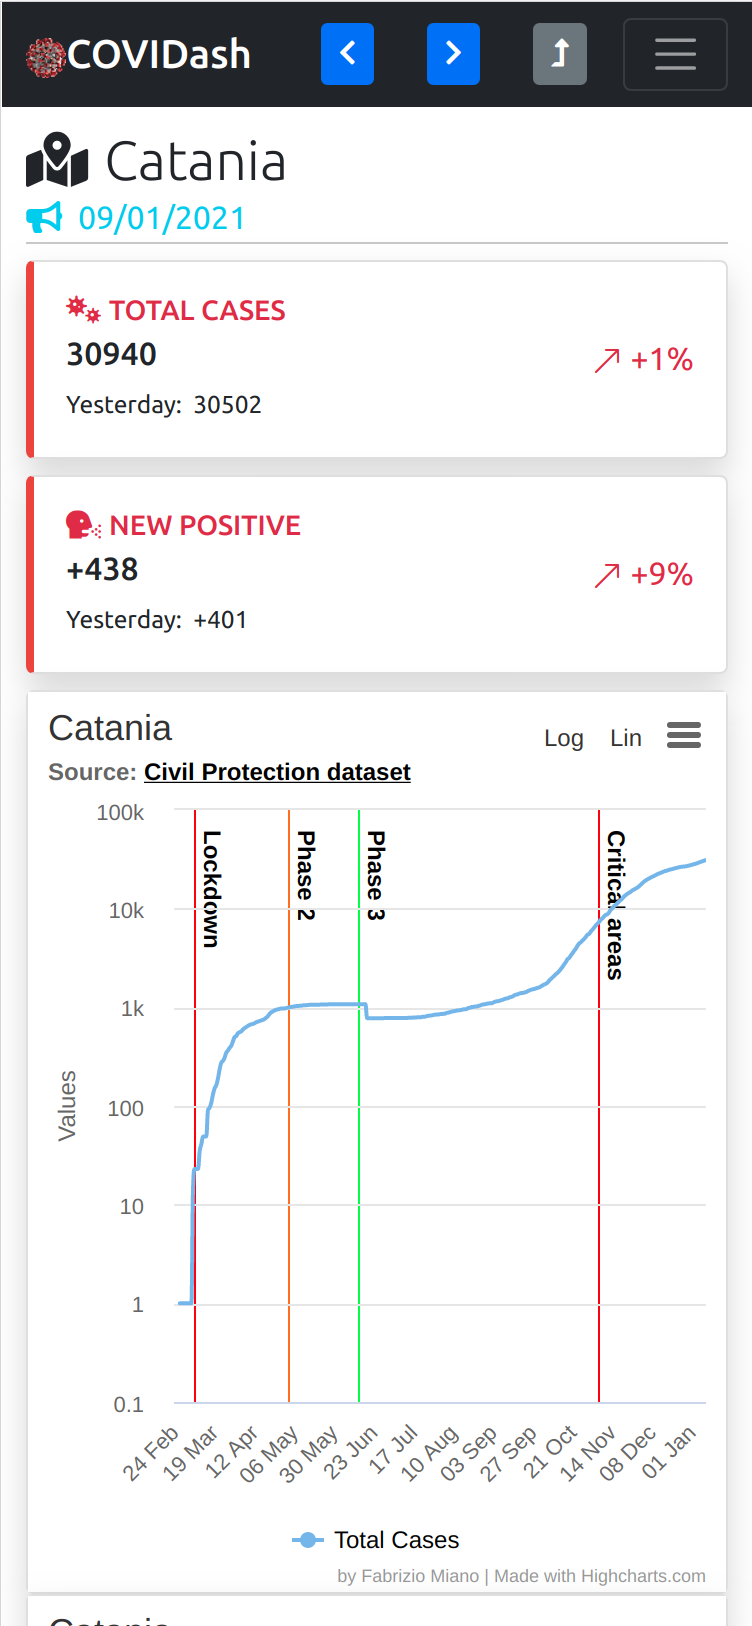 COVIDash
Catania
09/01/2021
TOTAL CASES
30940
+1%
Yesterday: 30502
NEW POSITIVE
+438
+9%
Yesterday: +401
Catania
Log Lin
Source: Civil Protection dataset
100k
10k
1k
100
10
1
0.1
Values
Lockdown
Phase 2
Phase 3
Critical areas
24 Feb
19 Mar
12 Apr
06 May
30 May
23 Jun
17 Jul
10 Aug
03 Sep
27 Sep
21 Oct
14 Nov
08 Dec
01 Jan
Total Cases
by Fabrizio Miano | Made with Highcharts.com
Catania